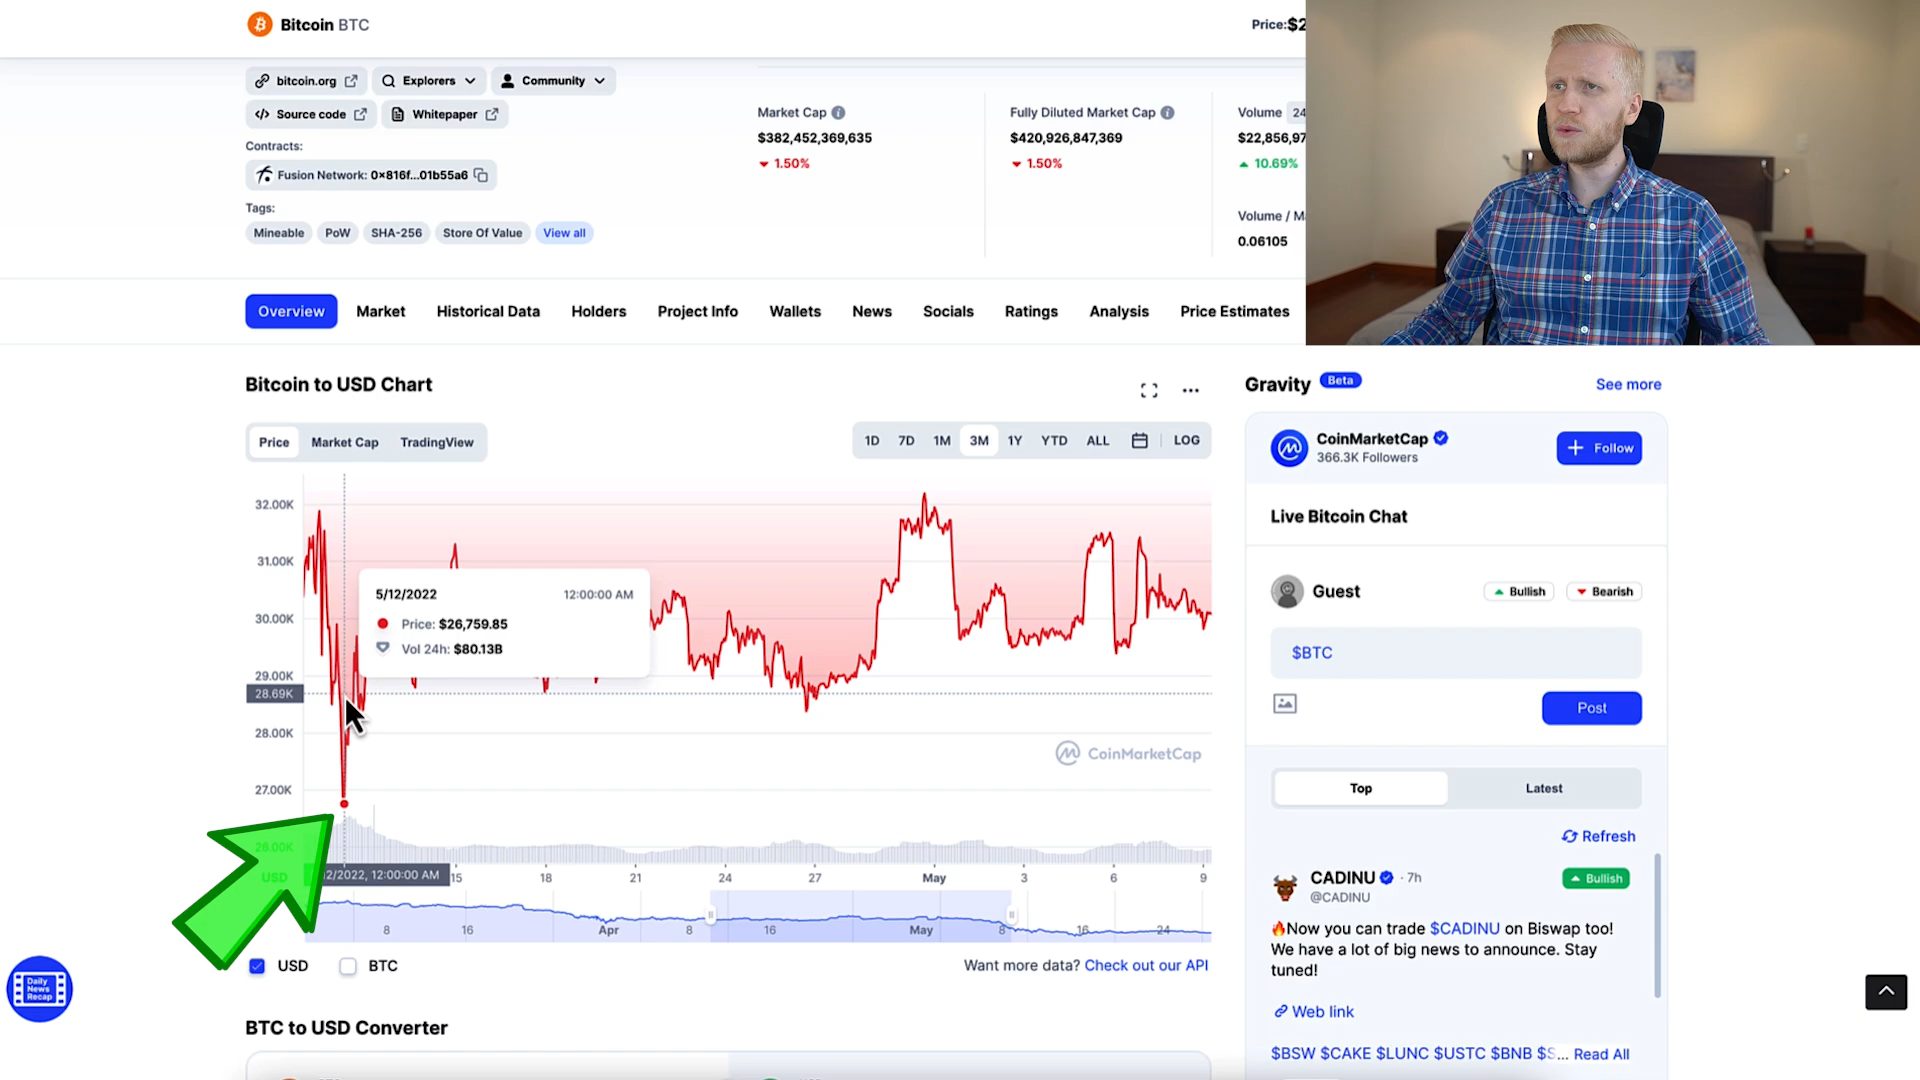 Bitcoin BTC
Price:$2
bitcoin.org
Explorers
Community
Source code
Whitepaper
Contracts:
Fusion Network: 0x816f...01b55a6
Tags:
Mineable
PoW
SHA-256
Store Of Value
View all
Market Cap
$382,452,369,635
1.50%
Fully Diluted Market Cap
$420,926,847,369
1.50%
Volume 24
$22,856,97
10.69%
Volume / M
0.06105
Overview
Market
Historical Data
Holders
Project Info
Wallets
News
Socials
Ratings
Analysis
Price Estimates
Bitcoin to USD Chart
Price
Market Cap
TradingView
1D
7D
1M
3M
1Y
YTD
ALL
LOG
32.00K
31.00K
30.00K
29.00K
28.69K
28.00K
27.00K
26.00K
USD
5/12/2022 12:00:00 AM
Price: $26,759.85
Vol 24h: $80.13B
CoinMarketCap
12/2022, 12:00:00 AM
15
18
21
24
27
May
3
6
9
8
16
Apr
8
16
May
8
16
24
USD
BTC
Want more data? Check out our API
BTC to USD Converter
Gravity Beta
See more
CoinMarketCap
366.3K Followers
Follow
Live Bitcoin Chat
Guest
Bullish
Bearish
$BTC
Post
Top
Latest
Refresh
CADINU · 7h
@CADINU
Bullish
🔥Now you can trade $CADINU on Biswap too!
We have a lot of big news to announce. Stay
tuned!
Web link
$BSW $CAKE $LUNC $USTC $BNB $S... Read All
Daily
News
Recap